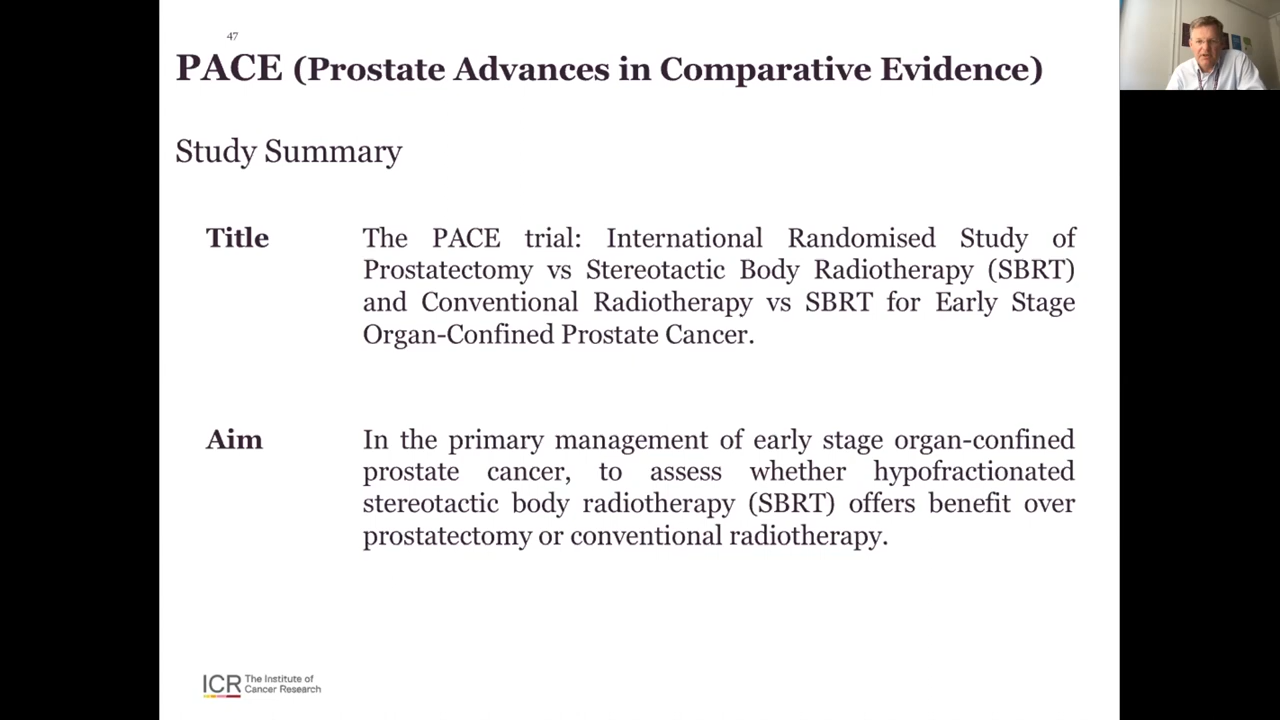 47
PACE (Prostate Advances in Comparative Evidence)
Study Summary
Title
The PACE trial: International Randomised Study of
Prostatectomy vs Stereotactic Body Radiotherapy (SBRT)
and Conventional Radiotherapy vs SBRT for Early Stage
Organ-Confined Prostate Cancer.
Aim
In the primary management of early stage organ-confined
prostate cancer, to assess whether hypofractionated
stereotactic body radiotherapy (SBRT) offers benefit over
prostatectomy or conventional radiotherapy.
ICR The Institute of
Cancer Research